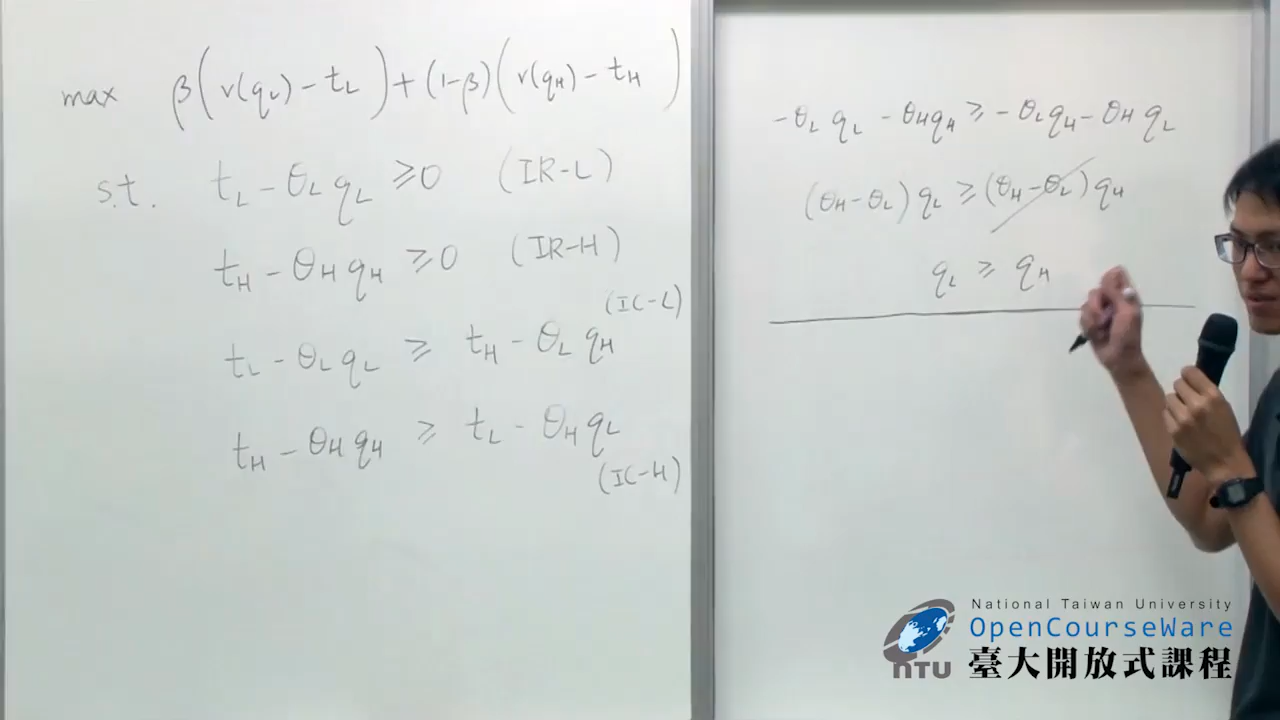 max β(v(q_L) - t_L) + (1-β)(v(q_H) - t_H)
s.t. t_L - θ_L q_L ≥ 0 (IR-L)
t_H - θ_H q_H ≥ 0 (IR-H)
t_L - θ_L q_L ≥ t_H - θ_L q_H (IC-L)
t_H - θ_H q_H ≥ t_L - θ_H q_L
(IC-H)
-θ_L q_L - θ_H q_H ≥ -θ_L q_H - θ_H q_L
(θ_H - θ_L) q_L ≥ (θ_H - θ_L) q_H
q_L ≥ q_H
National Taiwan University
OpenCourseWare
臺大開放式課程
NTU